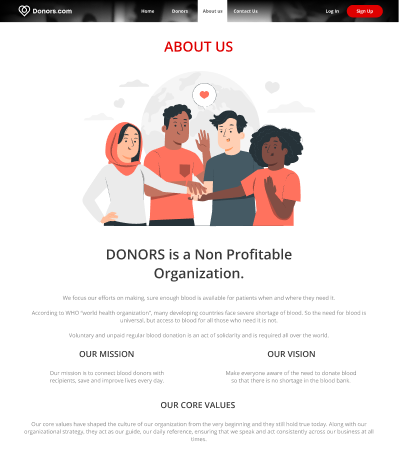 Donors.com
Home Donors About us Contact Us Log In Sign Up
ABOUT US
DONORS is a Non Profitable
Organization.
We focus our efforts on making, sure enough blood is available for patients when and where they need it.
According to WHO "world health organization", many developing countries face severe shortage of blood. So the need for blood is
universal, but access to blood for all those who need it is not.
Voluntary and unpaid regular blood donation is an act of solidarity and is required all over the world.
OUR MISSION
Our mission is to connect blood donors with
recipients, save and improve lives every day.
OUR VISION
Make everyone aware of the need to donate blood
so that there is no shortage in the blood bank.
OUR CORE VALUES
Our core values have shaped the culture of our organization from the very beginning and they still hold true today. Along with our
organizational strategy, they act as our guide, our daily reference, ensuring that we speak and act consistently across our business at all
times.